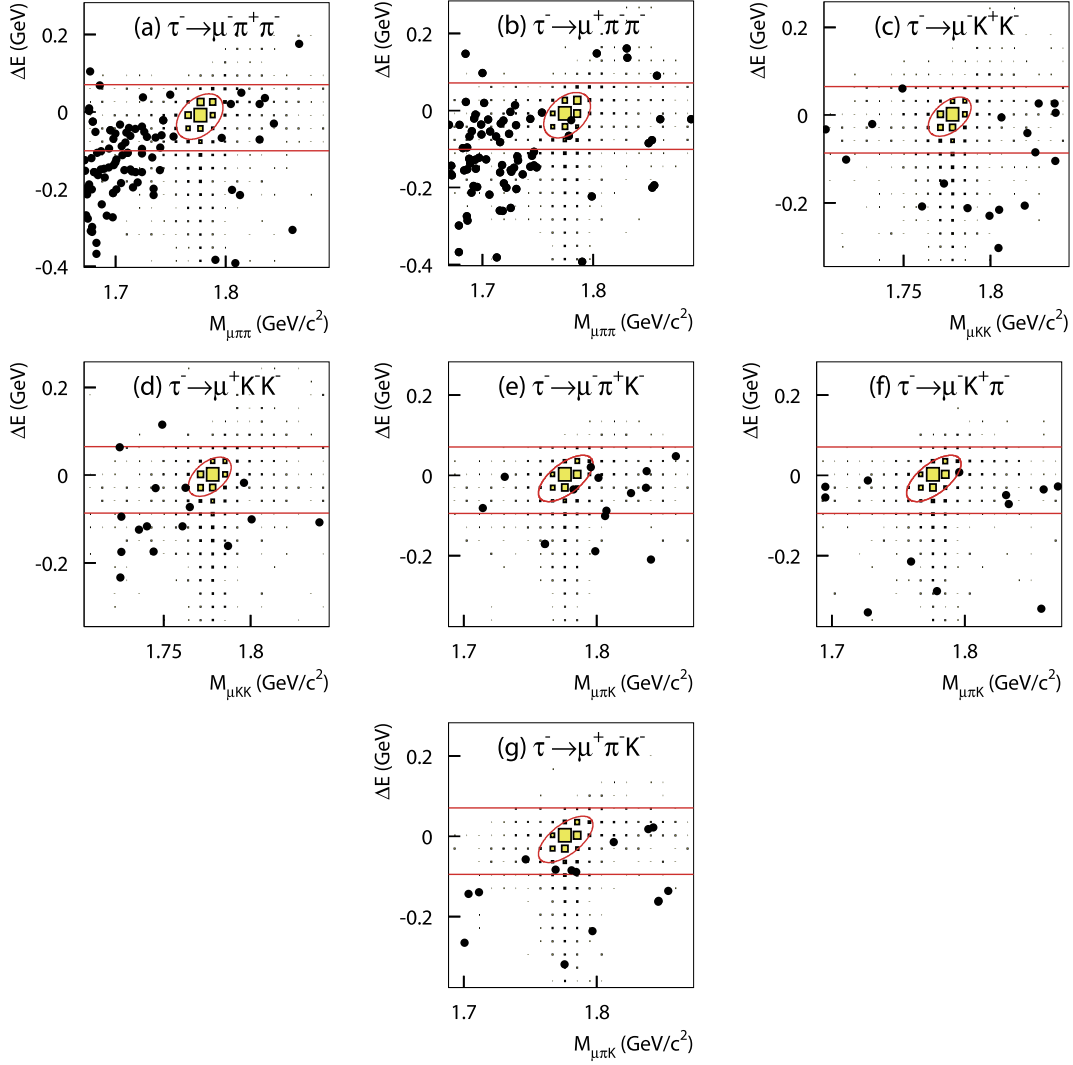 ΔE (GeV)
(a) τ⁻→μ⁻π⁺π⁻
0.2
0
-0.2
-0.4
1.7 1.8
M_μππ (GeV/c²)
ΔE (GeV)
(b) τ⁻→μ⁺π⁻π⁻
0.2
0
-0.2
-0.4
1.7 1.8
M_μππ (GeV/c²)
ΔE (GeV)
(c) τ⁻→μ⁻K⁺K⁻
0.2
0
-0.2
1.75 1.8
M_μKK (GeV/c²)
ΔE (GeV)
(d) τ⁻→μ⁺K⁻K⁻
0.2
0
-0.2
1.75 1.8
M_μKK (GeV/c²)
ΔE (GeV)
(e) τ⁻→μ⁻π⁺K⁻
0.2
0
-0.2
1.7 1.8
M_μπK (GeV/c²)
ΔE (GeV)
(f) τ⁻→μ⁻K⁺π⁻
0.2
0
-0.2
1.7 1.8
M_μπK (GeV/c²)
ΔE (GeV)
(g) τ⁻→μ⁺π⁻K⁻
0.2
0
-0.2
1.7 1.8
M_μπK (GeV/c²)